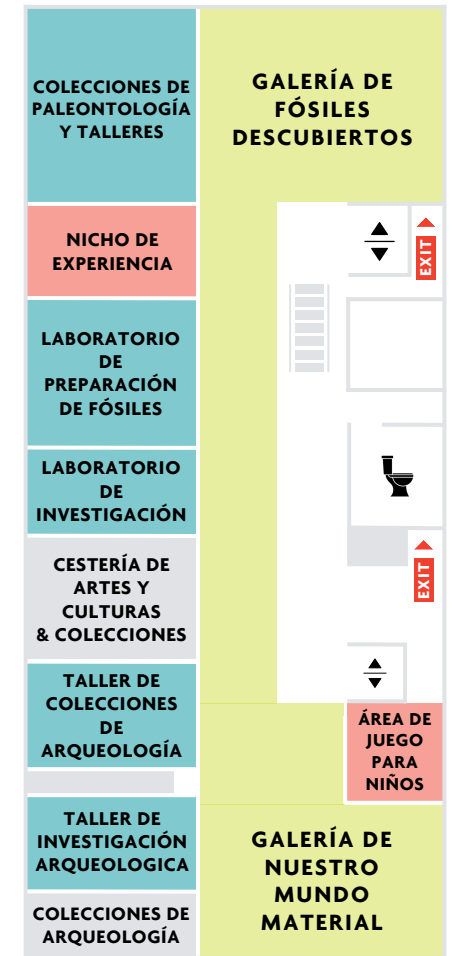 COLECCIONES DE
PALEONTOLOGÍA
Y TALLERES
GALERÍA DE
FÓSILES
DESCUBIERTOS
NICHO DE
EXPERIENCIA
EXIT
LABORATORIO
DE
PREPARACIÓN
DE FÓSILES
LABORATORIO
DE
INVESTIGACIÓN
CESTERÍA DE
ARTES Y
CULTURAS
& COLECCIONES
EXIT
TALLER DE
COLECCIONES
DE
ARQUEOLOGÍA
ÁREA DE
JUEGO
PARA
NIÑOS
TALLER DE
INVESTIGACIÓN
ARQUEOLOGICA
GALERÍA DE
NUESTRO
MUNDO
MATERIAL
COLECCIONES DE
ARQUEOLOGÍA